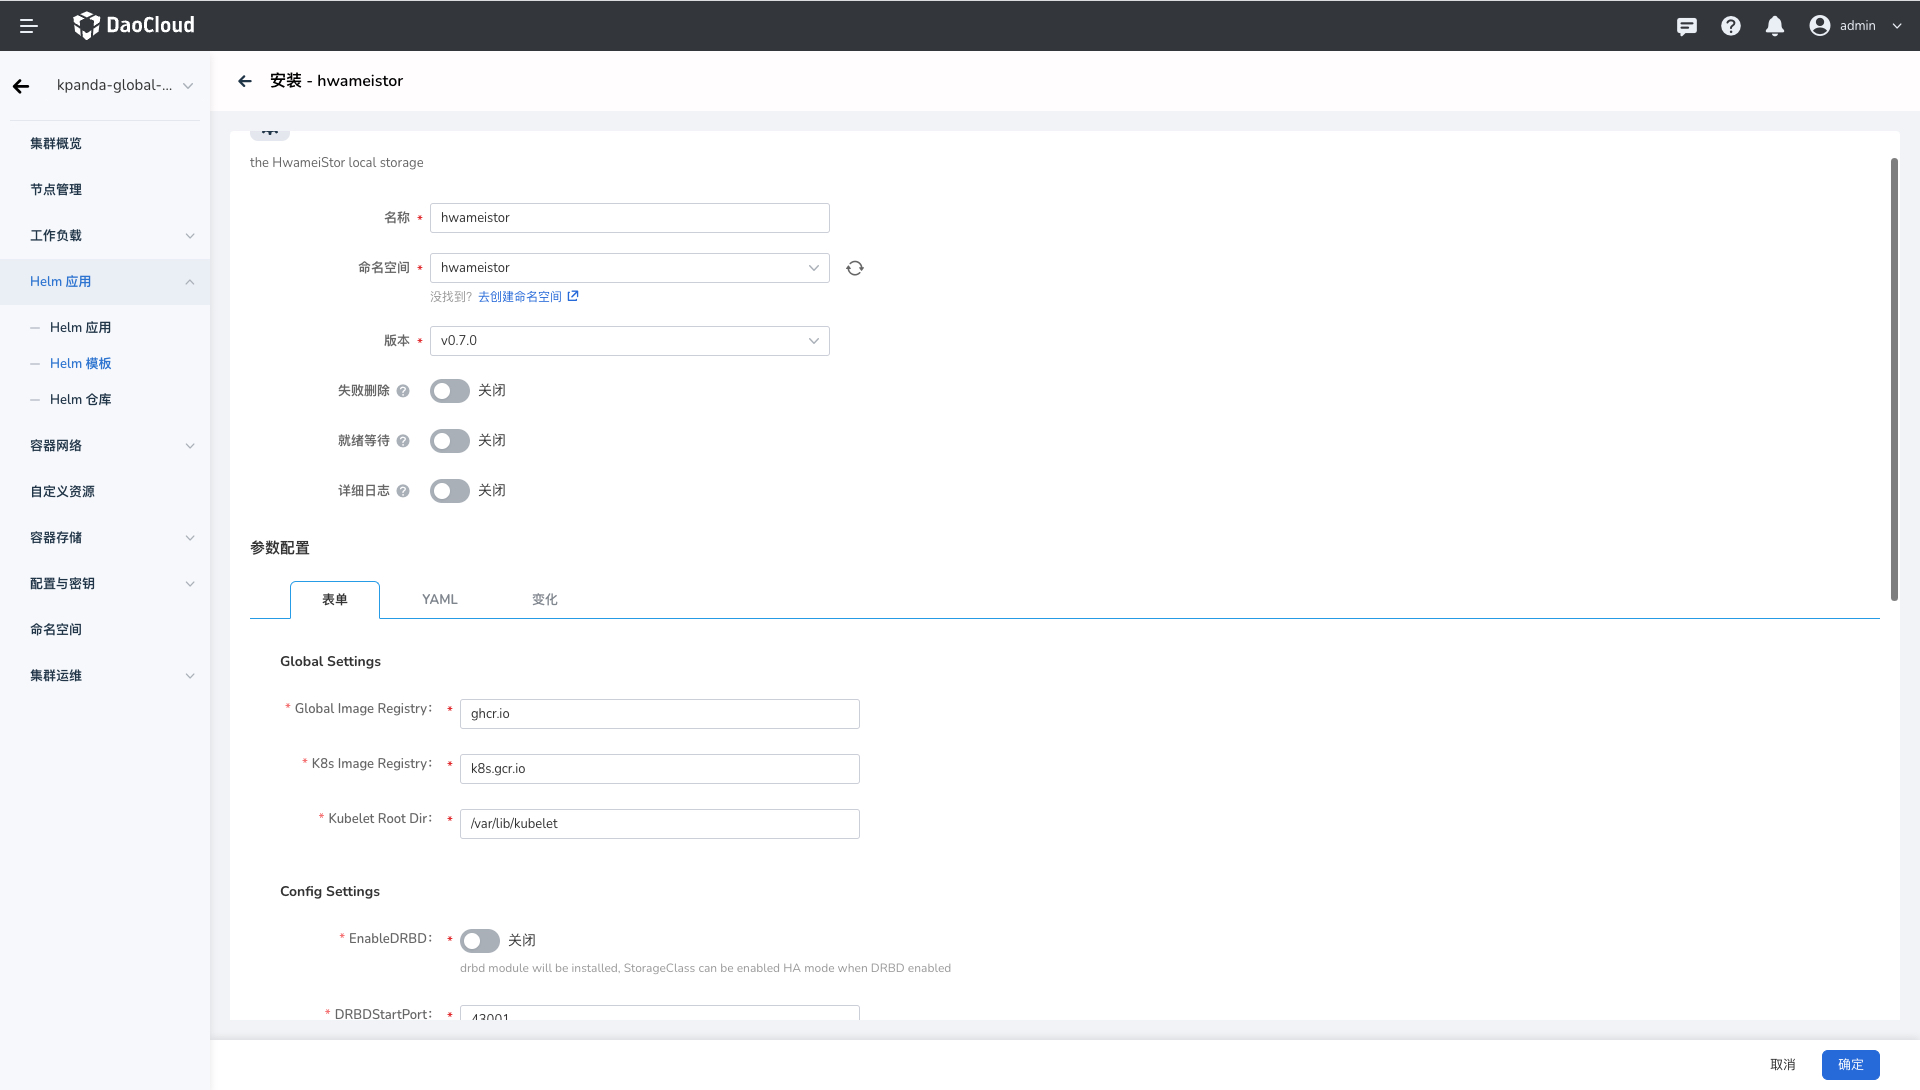 DaoCloud
admin
kpanda-global-...
安装 - hwameistor
集群概览
节点管理
工作负载
Helm 应用
Helm 应用
Helm 模板
Helm 仓库
容器网络
自定义资源
容器存储
配置与密钥
命名空间
集群运维
the HwameiStor local storage
名称 * hwameistor
命名空间 * hwameistor
没找到? 去创建命名空间
版本 * v0.7.0
失败删除 关闭
就绪等待 关闭
详细日志 关闭
参数配置
表单 YAML 变化
Global Settings
* Global Image Registry: * ghcr.io
* K8s Image Registry: * k8s.gcr.io
* Kubelet Root Dir: * /var/lib/kubelet
Config Settings
* EnableDRBD: * 关闭
drbd module will be installed, StorageClass can be enabled HA mode when DRBD enabled
* DRBDStartPort: * 43001
取消 确定